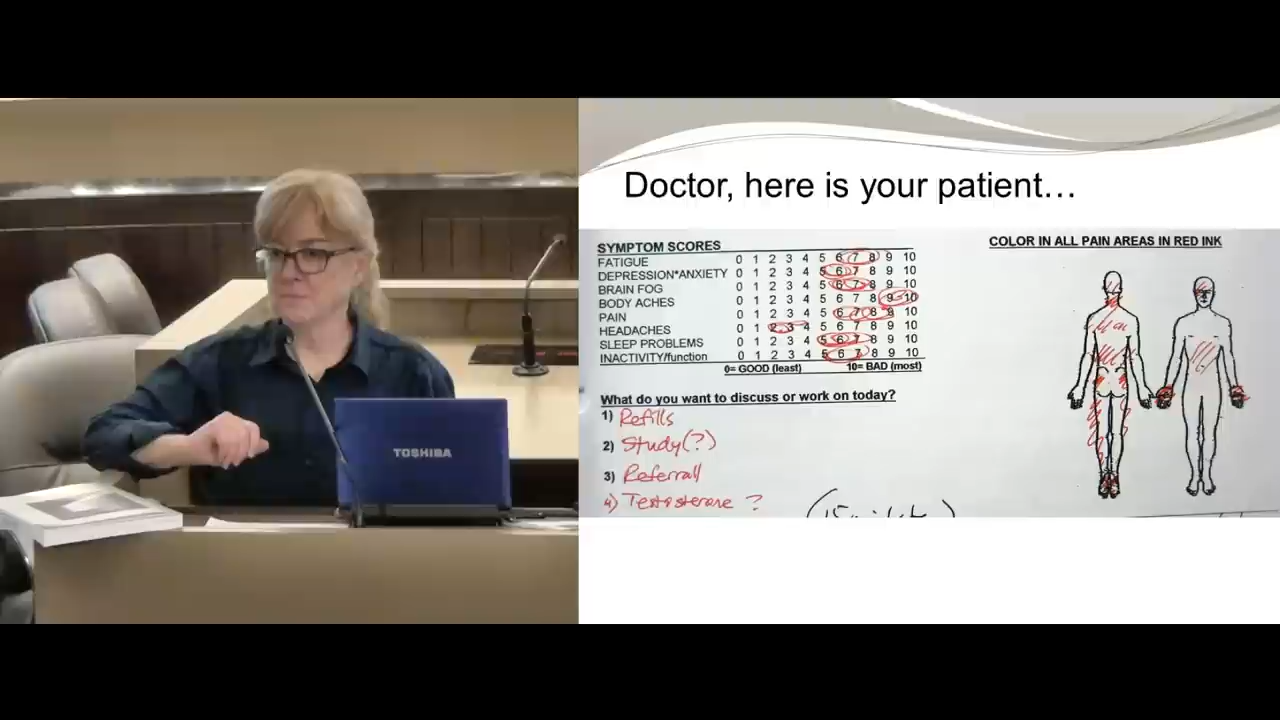 TOSHIBA
Doctor, here is your patient…
SYMPTOM SCORES
FATIGUE 0 1 2 3 4 5 6 7 8 9 10
DEPRESSION*ANXIETY 0 1 2 3 4 5 6 7 8 9 10
BRAIN FOG 0 1 2 3 4 5 6 7 8 9 10
BODY ACHES 0 1 2 3 4 5 6 7 8 9 10
PAIN 0 1 2 3 4 5 6 7 8 9 10
HEADACHES 0 1 2 3 4 5 6 7 8 9 10
SLEEP PROBLEMS 0 1 2 3 4 5 6 7 8 9 10
INACTIVITY/function 0 1 2 3 4 5 6 7 8 9 10
0= GOOD (least) 10= BAD (most)
What do you want to discuss or work on today?
1) Refills
2) Study(?)
3) Referrall
4) Testosterone ?
COLOR IN ALL PAIN AREAS IN RED INK